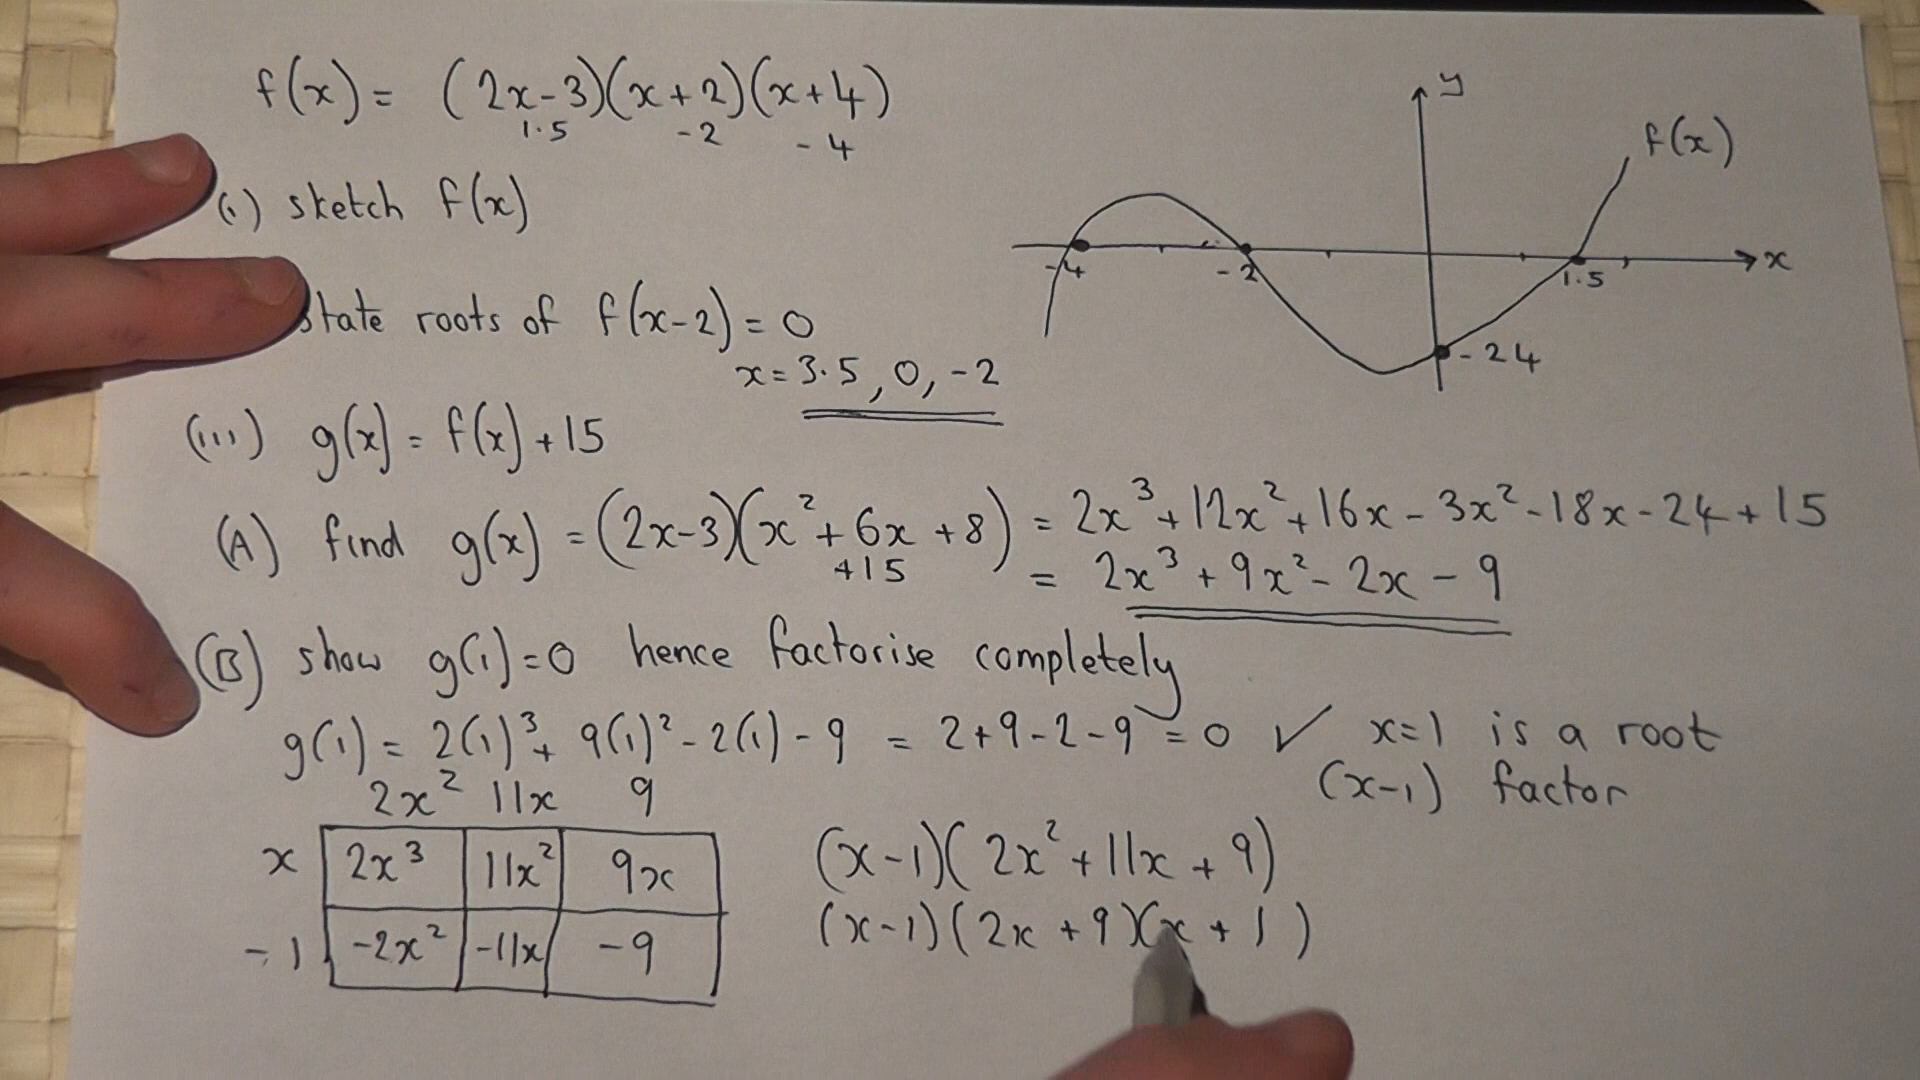 f(x) = (2x-3)(x+2)(x+4)
1.5 -2 -4
(i) sketch f(x)
y
f(x)
x
-4 -2 1.5
-24
state roots of f(x-2) = 0
x = 3.5, 0, -2
(iii) g(x) = f(x) + 15
(A) find g(x) = (2x-3)(x² + 6x + 8) = 2x³ + 12x² + 16x - 3x² - 18x - 24 + 15
+15
= 2x³ + 9x² - 2x - 9
(B) show g(1) = 0 hence factorise completely
g(1) = 2(1)³ + 9(1)² - 2(1) - 9 = 2+9-2-9 = 0 ✓ x=1 is a root
(x-1) factor
2x² 11x 9
x 2x³ 11x² 9x
-1 -2x² -11x -9
(x-1)(2x² + 11x + 9)
(x-1)(2x + 9)(x + 1)